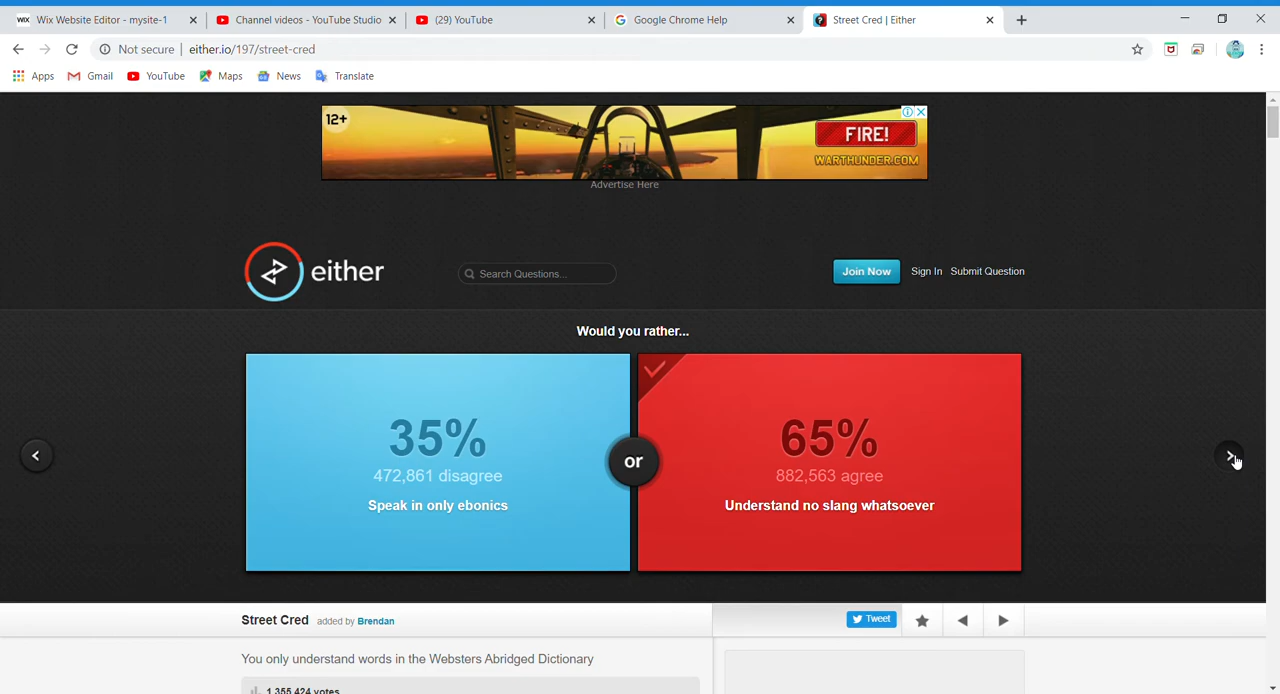 WIX Wix Website Editor - mysite-1
Channel videos - YouTube Studio
(29) YouTube
Google Chrome Help
Street Cred | Either
Not secure | either.io/197/street-cred
Apps Gmail YouTube Maps News Translate
12+
FIRE!
WARTHUNDER.COM
Advertise Here
either
Search Questions...
Join Now Sign In Submit Question
Would you rather...
35%
472,861 disagree
Speak in only ebonics
or
65%
882,563 agree
Understand no slang whatsoever
Street Cred added by Brendan
Tweet
You only understand words in the Websters Abridged Dictionary
1,355,424 votes